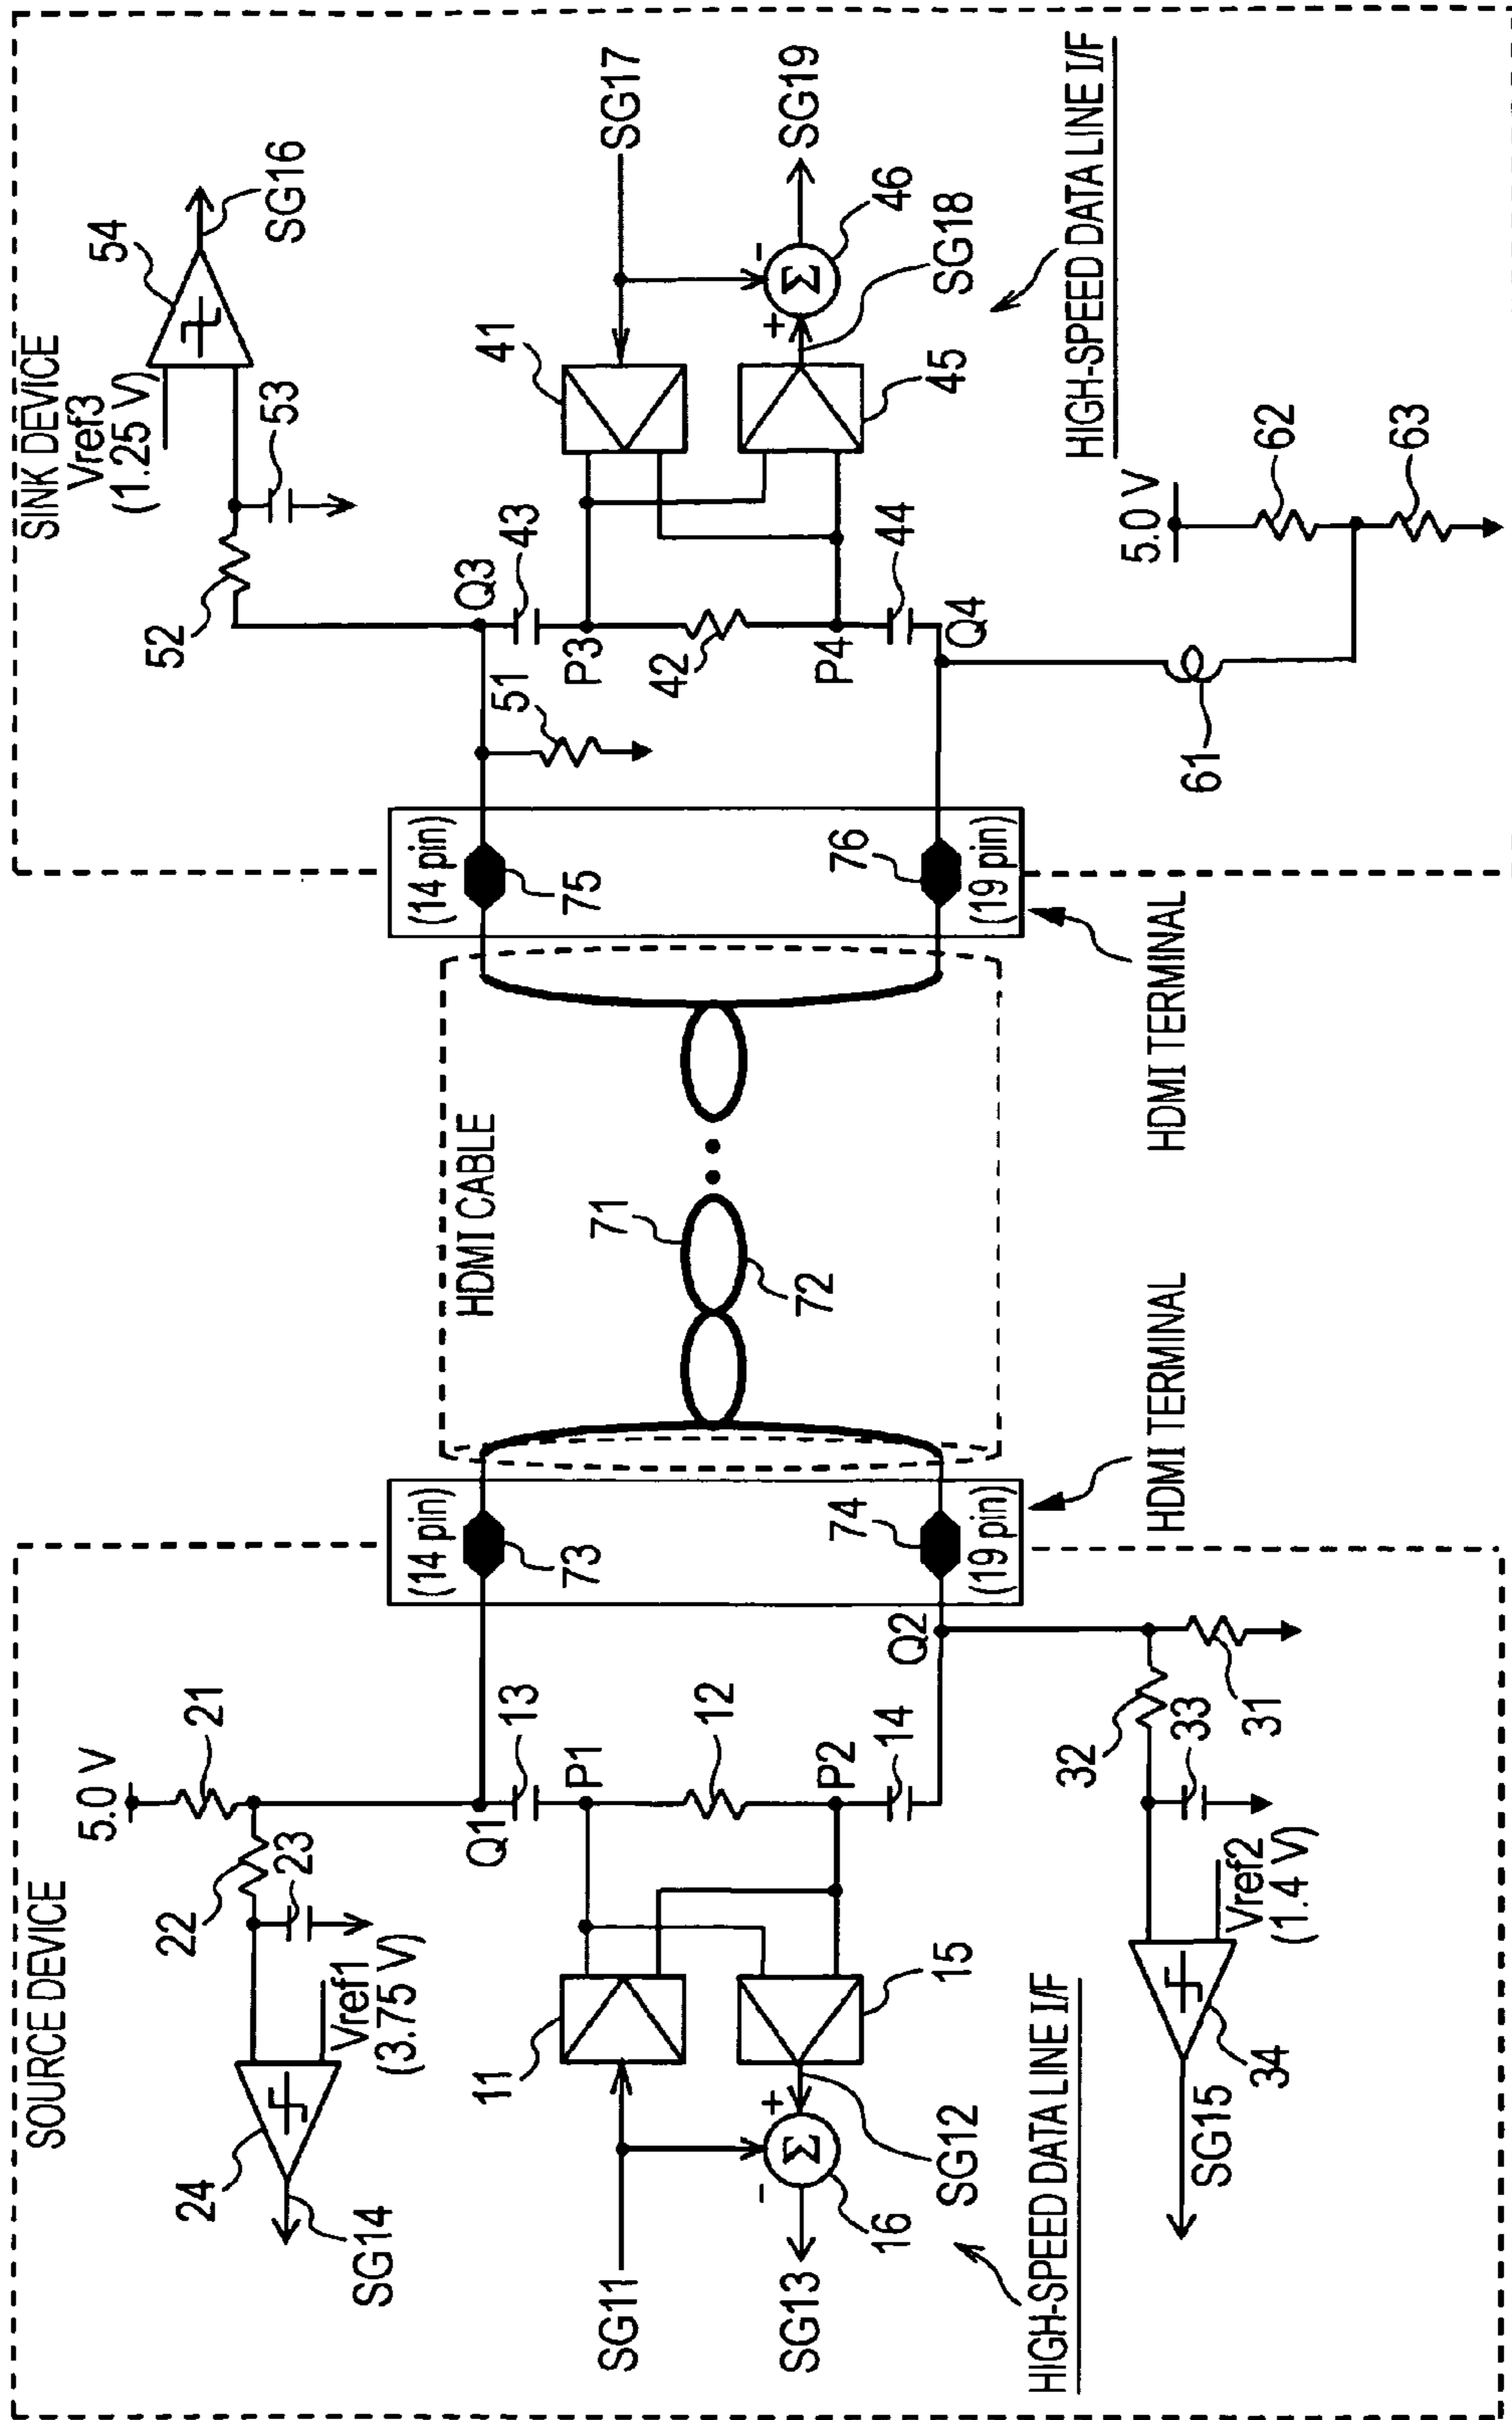 SOURCE DEVICE
5.0 V
21
22
23
24
SG14
Vref1
(3.75 V)
Q1
13
P1
12
P2
14
Q2
11
15
16
SG11
SG12
SG13
HIGH-SPEED DATA LINE I/F
32
33
31
Vref2
(1.4 V)
34
SG15
(14 pin)
73
74
(19 pin)
HDMI TERMINAL
HDMI CABLE
71
72
(14 pin)
75
76
(19 pin)
HDMI TERMINAL
SINK DEVICE
Vref3
(1.25 V)
54
SG16
53
52
Q3
43
51
P3
42
P4
44
Q4
41
45
46
SG17
SG18
SG19
HIGH-SPEED DATA LINE I/F
5.0 V
62
63
61